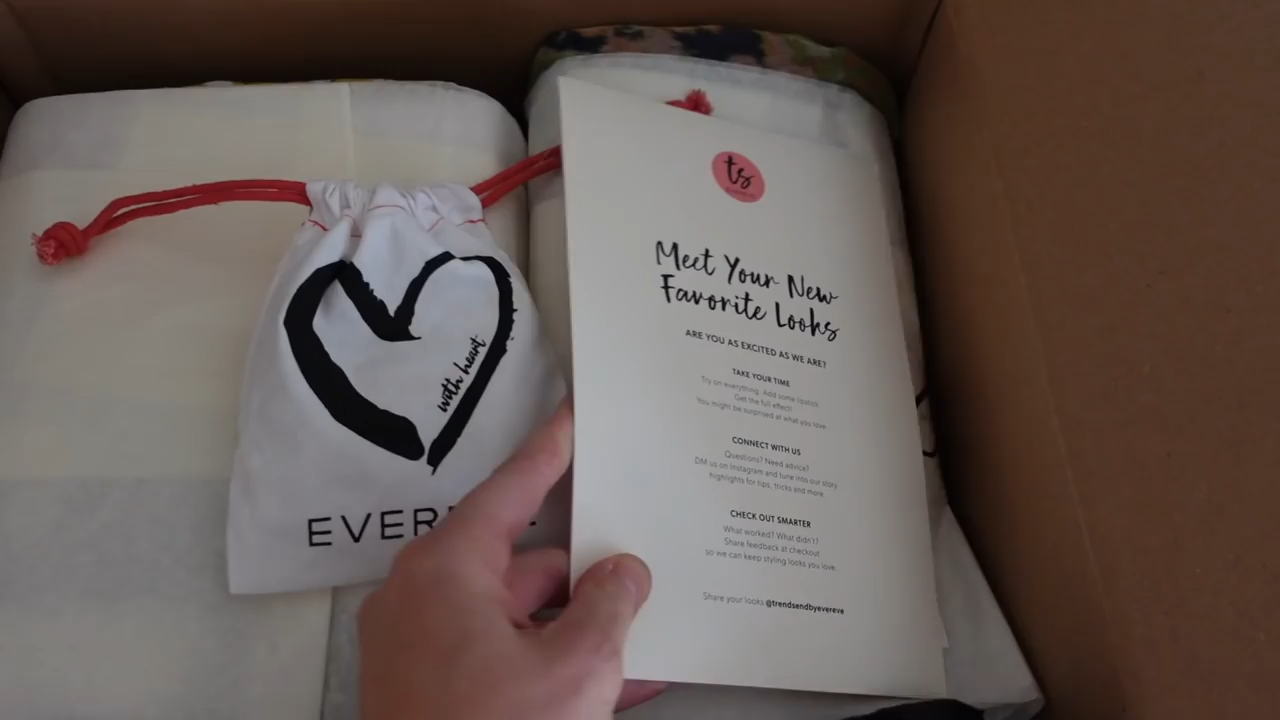 with heart
EVER
ts
Meet Your New
Favorite Looks
ARE YOU AS EXCITED AS WE ARE?
TAKE YOUR TIME
Try on everything. Add some lipstick.
Get the full effect!
You might be surprised at what you love.
CONNECT WITH US
Questions? Need advice?
DM us on Instagram and tune into our story
highlights for tips, tricks and more.
CHECK OUT SMARTER
What worked? What didn't?
Share feedback at checkout
so we can keep styling looks you love.
Share your looks @trendsendbyevereve